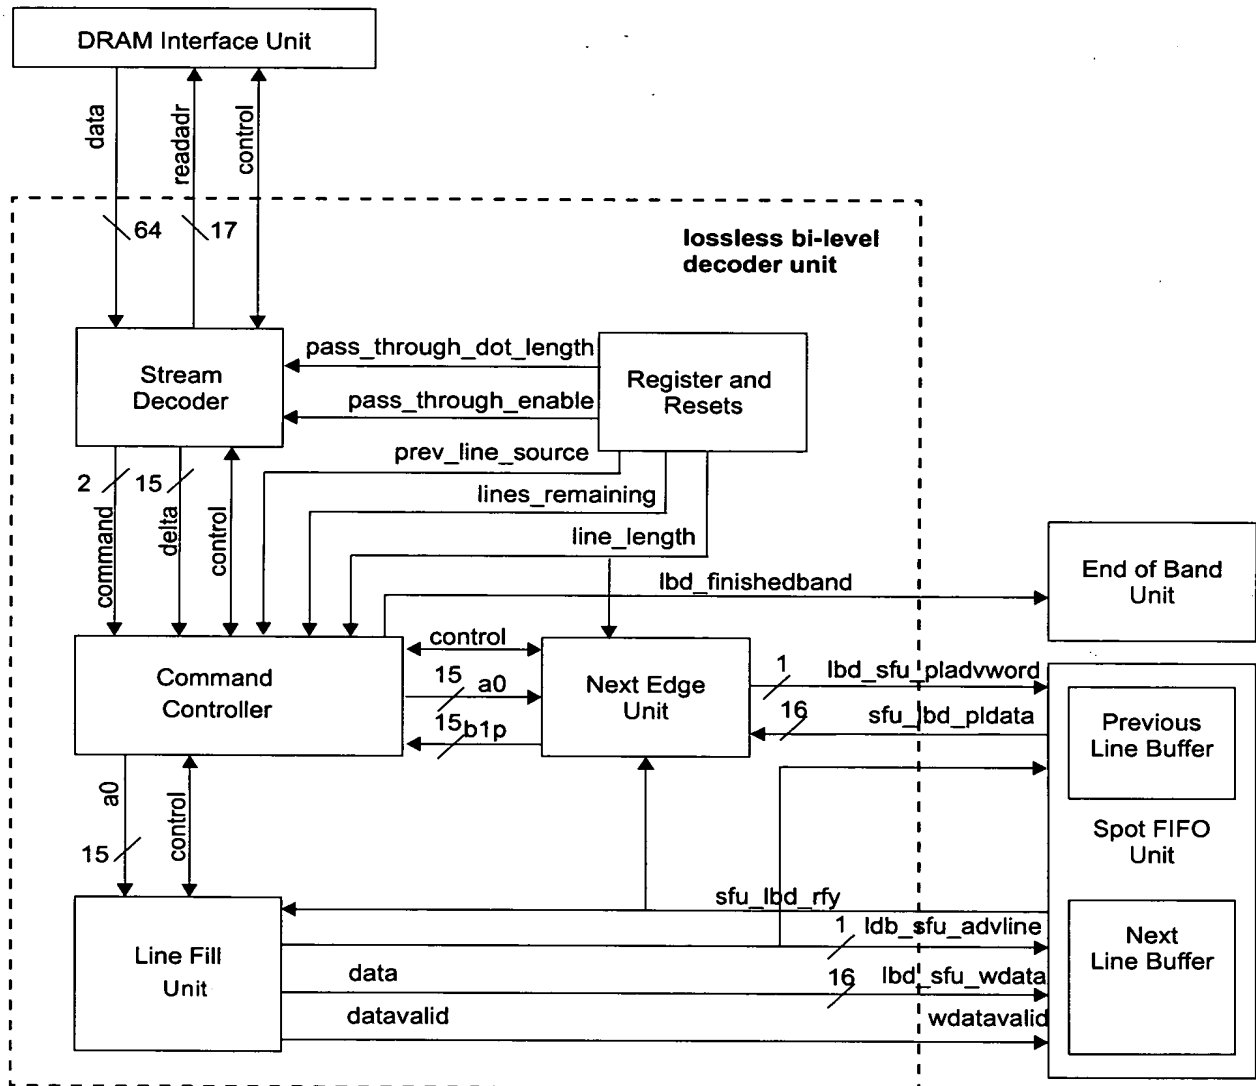 DRAM Interface Unit
data
readadr
control
64
17
lossless bi-level
decoder unit
Stream
Decoder
pass_through_dot_length
pass_through_enable
Register and
Resets
prev_line_source
lines_remaining
line_length
2
15
command
delta
control
lbd_finishedband
End of Band
Unit
Command
Controller
control
15
a0
15
b1p
Next Edge
Unit
1
lbd_sfu_pladvword
16
sfu_lbd_pldata
Previous
Line Buffer
Spot FIFO
Unit
a0
15
control
sfu_lbd_rfy
1
ldb_sfu_advline
Line Fill
Unit
data
16
lbd_sfu_wdata
datavalid
wdatavalid
Next
Line Buffer